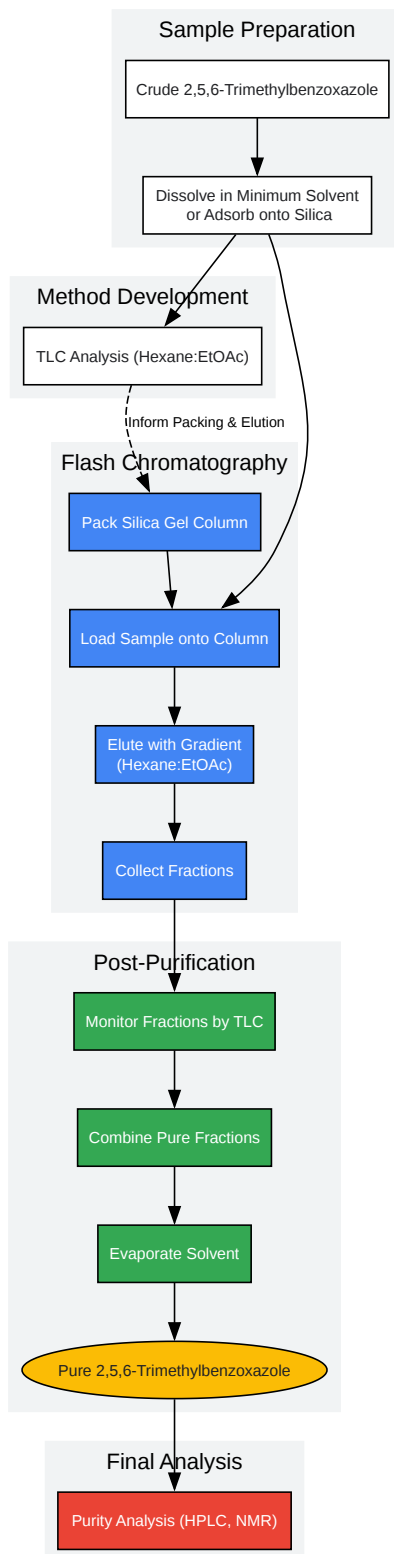 Sample Preparation
Crude 2,5,6-Trimethylbenzoxazole
Dissolve in Minimum Solvent
or Adsorb onto Silica
Method Development
TLC Analysis (Hexane:EtOAc)
Inform Packing & Elution
Flash Chromatography
Pack Silica Gel Column
Load Sample onto Column
Elute with Gradient
(Hexane:EtOAc)
Collect Fractions
Post-Purification
Monitor Fractions by TLC
Combine Pure Fractions
Evaporate Solvent
Pure 2,5,6-Trimethylbenzoxazole
Final Analysis
Purity Analysis (HPLC, NMR)